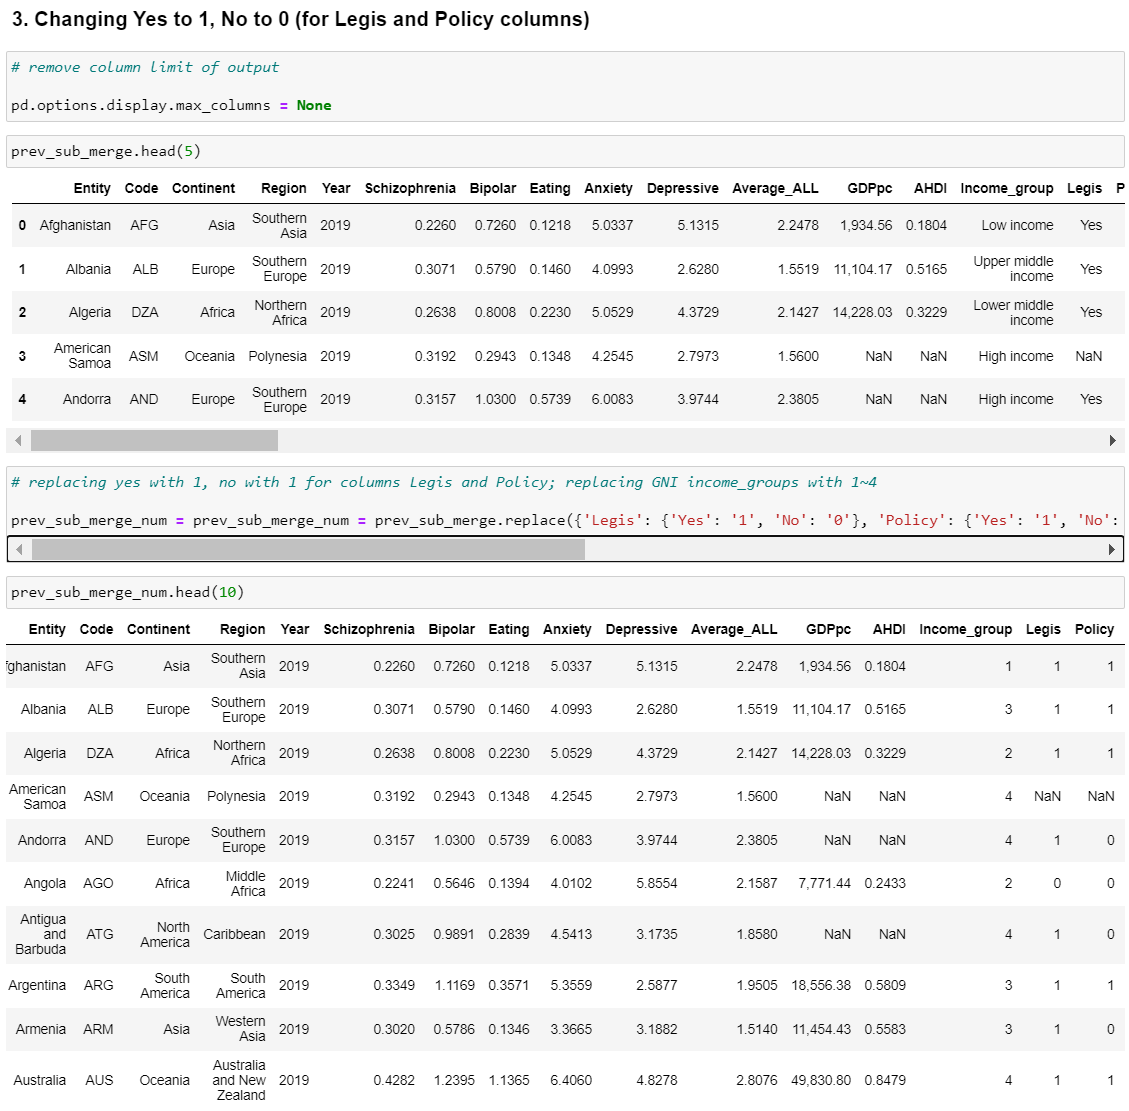 3. Changing Yes to 1, No to 0 (for Legis and Policy columns)
# remove column limit of output
pd.options.display.max_columns = None
prev_sub_merge.head(5)
Entity Code Continent Region Year Schizophrenia Bipolar Eating Anxiety Depressive Average_ALL GDPpc AHDI Income_group Legis P
0 Afghanistan AFG Asia Southern Asia 2019 0.2260 0.7260 0.1218 5.0337 5.1315 2.2478 1,934.56 0.1804 Low income Yes
1 Albania ALB Europe Southern Europe 2019 0.3071 0.5790 0.1460 4.0993 2.6280 1.5519 11,104.17 0.5165 Upper middle income Yes
2 Algeria DZA Africa Northern Africa 2019 0.2638 0.8008 0.2230 5.0529 4.3729 2.1427 14,228.03 0.3229 Lower middle income Yes
3 American Samoa ASM Oceania Polynesia 2019 0.3192 0.2943 0.1348 4.2545 2.7973 1.5600 NaN NaN High income NaN
4 Andorra AND Europe Southern Europe 2019 0.3157 1.0300 0.5739 6.0083 3.9744 2.3805 NaN NaN High income Yes
# replacing yes with 1, no with 1 for columns Legis and Policy; replacing GNI income_groups with 1~4
prev_sub_merge_num = prev_sub_merge_num = prev_sub_merge.replace({'Legis': {'Yes': '1', 'No': '0'}, 'Policy': {'Yes': '1', 'No':
prev_sub_merge_num.head(10)
Entity Code Continent Region Year Schizophrenia Bipolar Eating Anxiety Depressive Average_ALL GDPpc AHDI Income_group Legis Policy
fghanistan AFG Asia Southern Asia 2019 0.2260 0.7260 0.1218 5.0337 5.1315 2.2478 1,934.56 0.1804 1 1 1
Albania ALB Europe Southern Europe 2019 0.3071 0.5790 0.1460 4.0993 2.6280 1.5519 11,104.17 0.5165 3 1 1
Algeria DZA Africa Northern Africa 2019 0.2638 0.8008 0.2230 5.0529 4.3729 2.1427 14,228.03 0.3229 2 1 1
American Samoa ASM Oceania Polynesia 2019 0.3192 0.2943 0.1348 4.2545 2.7973 1.5600 NaN NaN 4 NaN NaN
Andorra AND Europe Southern Europe 2019 0.3157 1.0300 0.5739 6.0083 3.9744 2.3805 NaN NaN 4 1 0
Angola AGO Africa Middle Africa 2019 0.2241 0.5646 0.1394 4.0102 5.8554 2.1587 7,771.44 0.2433 2 0 0
Antigua and Barbuda ATG North America Caribbean 2019 0.3025 0.9891 0.2839 4.5413 3.1735 1.8580 NaN NaN 4 1 0
Argentina ARG South America South America 2019 0.3349 1.1169 0.3571 5.3559 2.5877 1.9505 18,556.38 0.5809 3 1 1
Armenia ARM Asia Western Asia 2019 0.3020 0.5786 0.1346 3.3665 3.1882 1.5140 11,454.43 0.5583 3 1 0
Australia AUS Oceania Australia and New Zealand 2019 0.4282 1.2395 1.1365 6.4060 4.8278 2.8076 49,830.80 0.8479 4 1 1